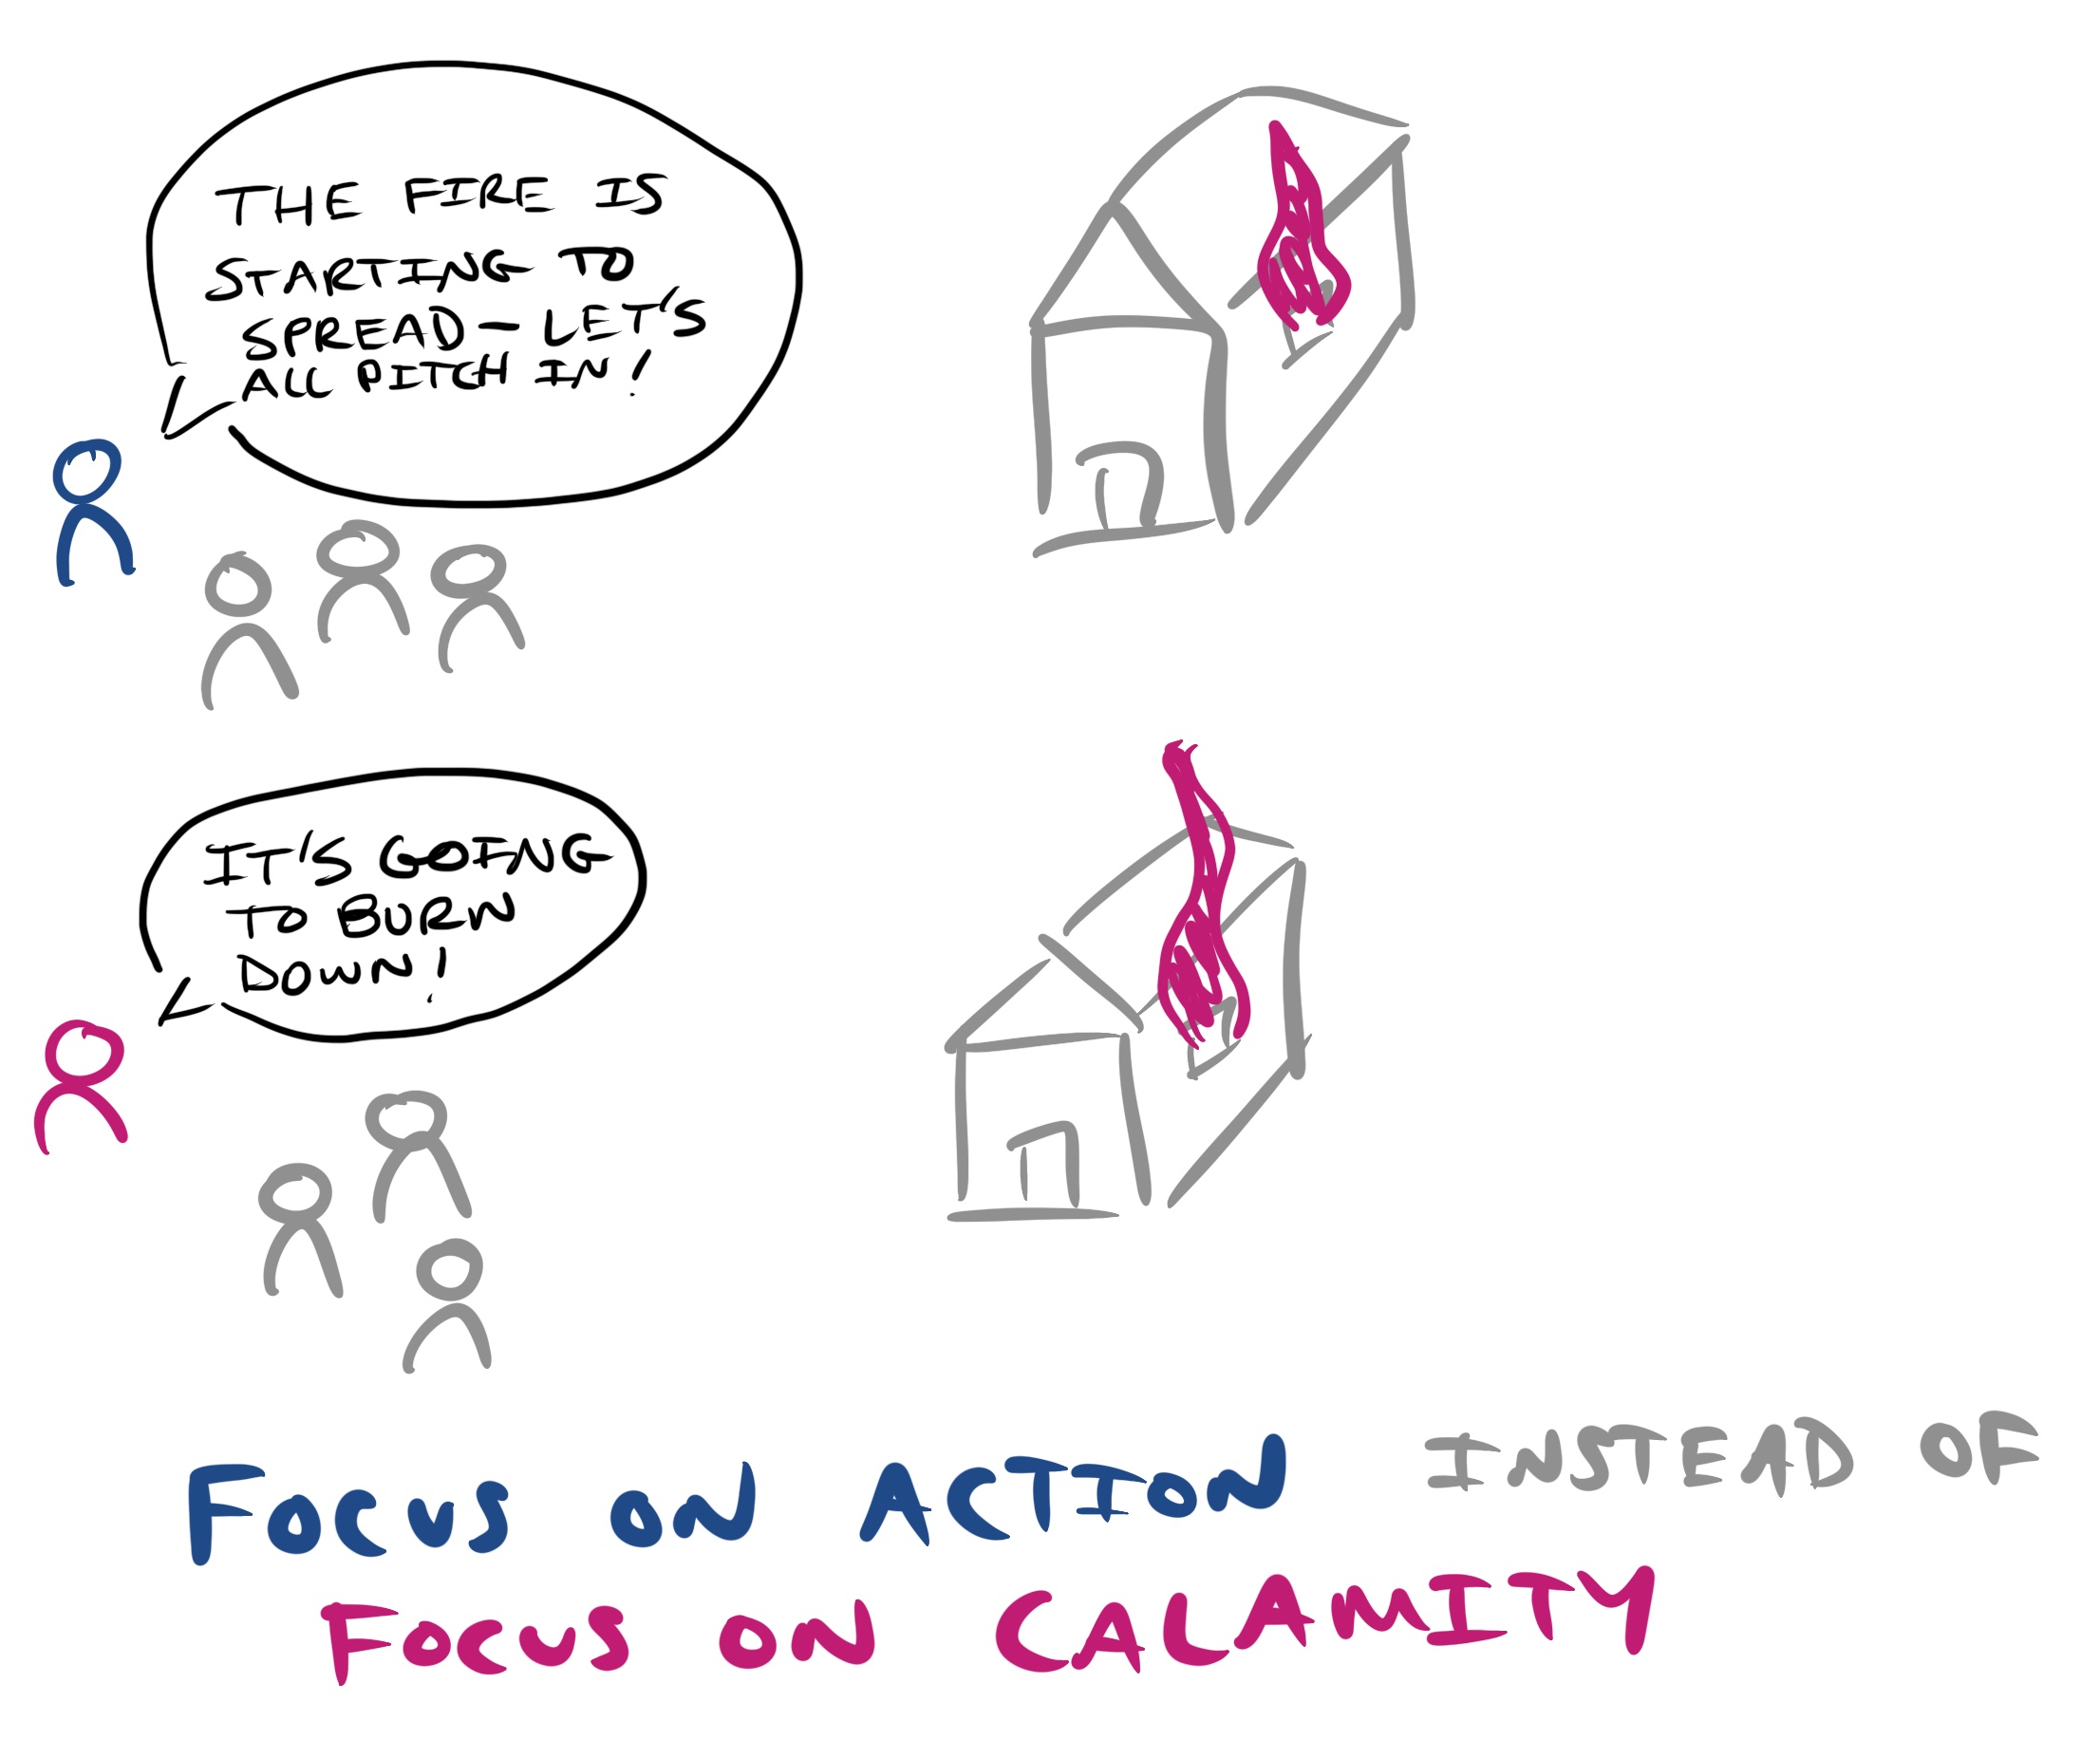 THE FIRE IS
STARTING TO
SPREAD - LET'S
ALL PITCH IN!
IT'S GOING
TO BURN
DOWN!
FOCUS ON ACTION INSTEAD OF
FOCUS ON CALAMITY